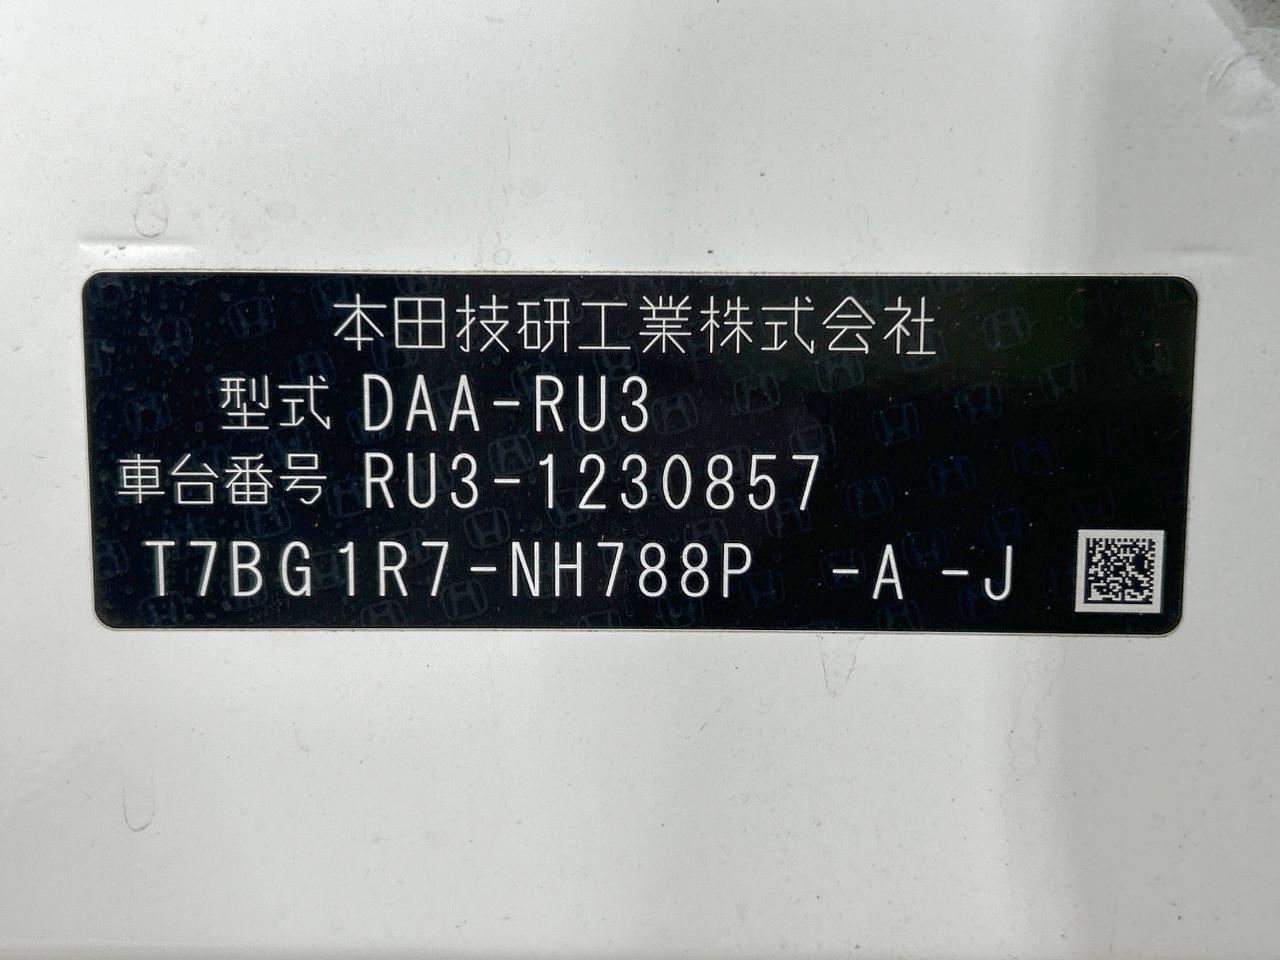 本田技研工業株式会社
型式 DAA-RU3
車台番号 RU3-1230857
T7BG1R7-NH788P -A -J